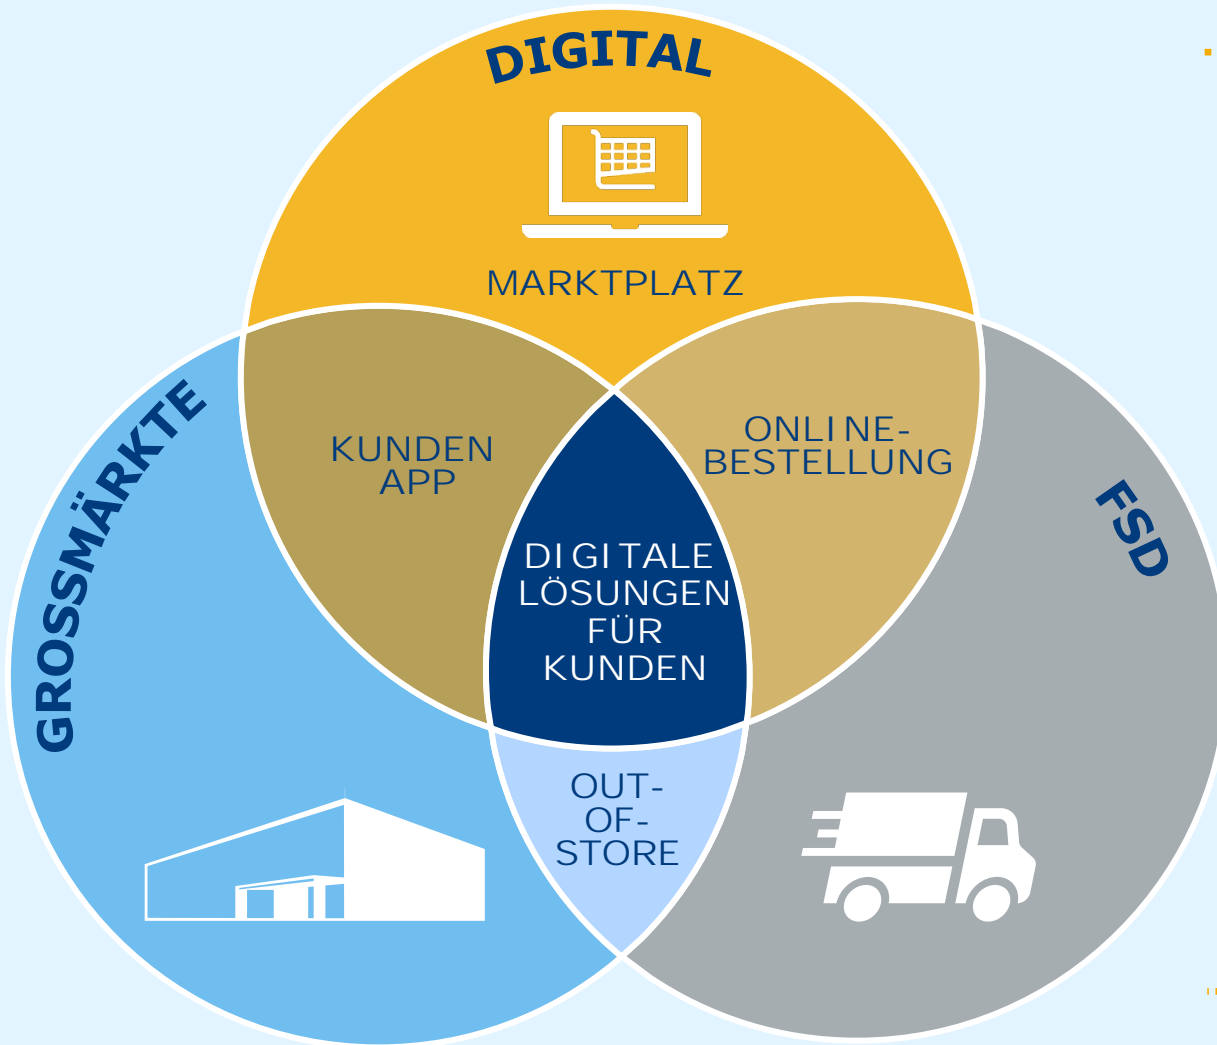 DIGITAL
MARKTPLATZ
GROSSMÄRKTE
KUNDEN
APP
ONLINE-
BESTELLUNG
FSD
DIGITALE
LÖSUNGEN
FÜR
KUNDEN
OUT-
OF-
STORE